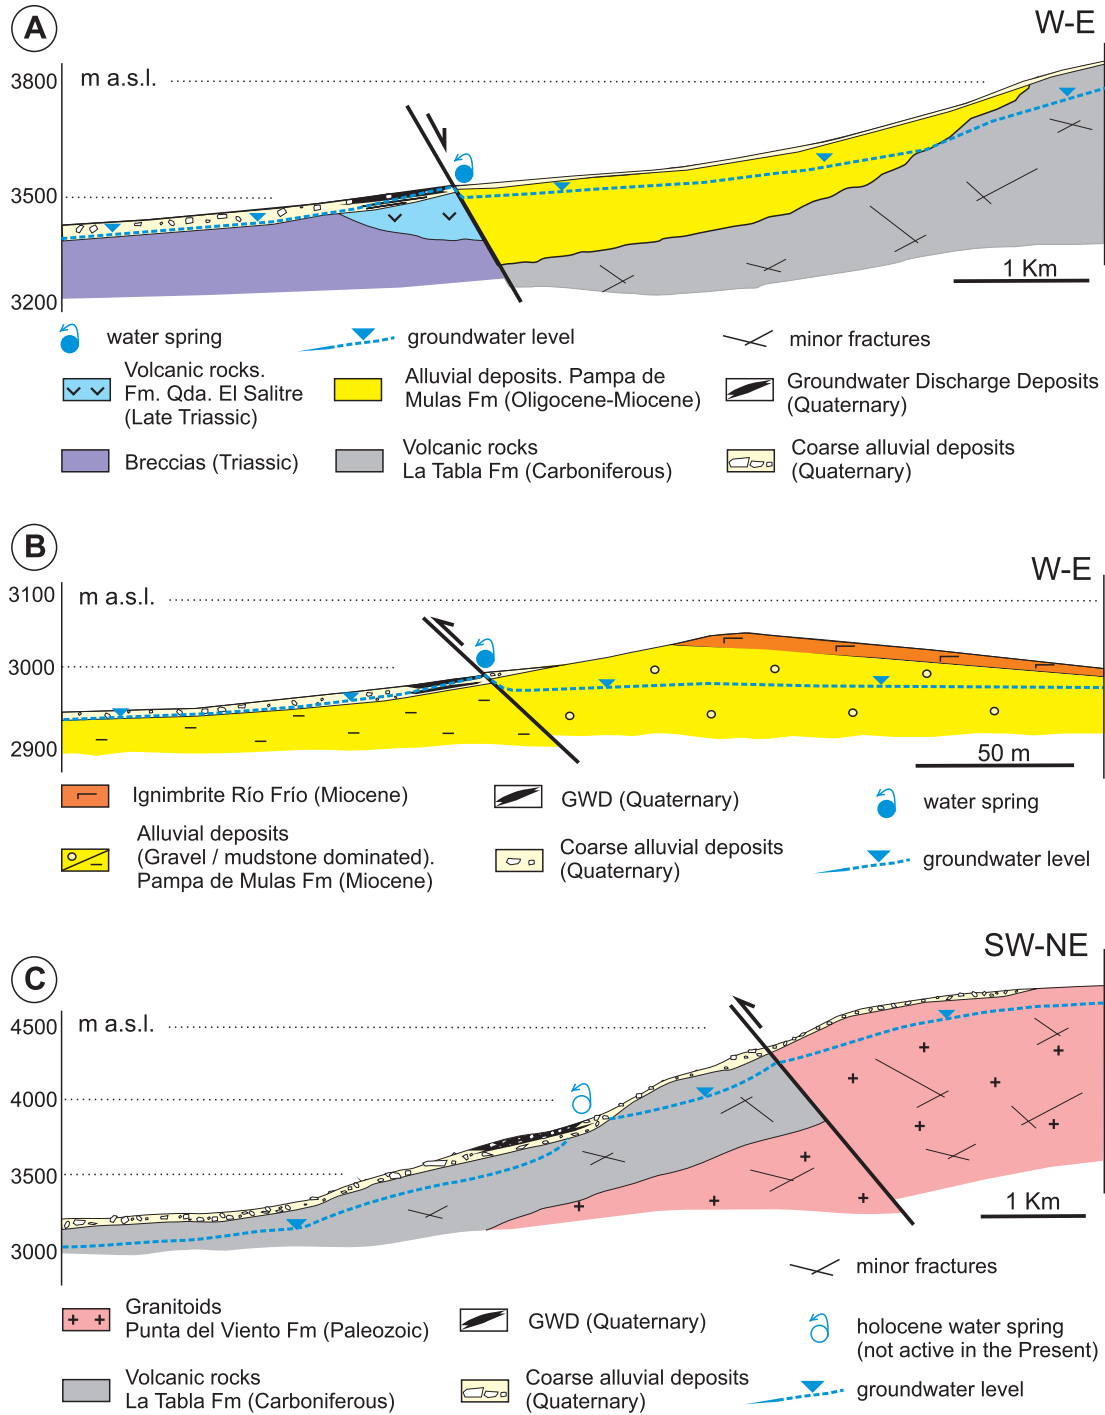 A
W-E
3800
m a.s.l.
3500
3200
1 Km
water spring
groundwater level
minor fractures
Volcanic rocks.
Fm. Qda. El Salitre
(Late Triassic)
Alluvial deposits. Pampa de
Mulas Fm (Oligocene-Miocene)
Groundwater Discharge Deposits
(Quaternary)
Breccias (Triassic)
Volcanic rocks
La Tabla Fm (Carboniferous)
Coarse alluvial deposits
(Quaternary)
B
W-E
3100
m a.s.l.
3000
2900
50 m
Ignimbrite Río Frío (Miocene)
GWD (Quaternary)
water spring
Alluvial deposits
(Gravel / mudstone dominated).
Pampa de Mulas Fm (Miocene)
Coarse alluvial deposits
(Quaternary)
groundwater level
C
SW-NE
4500
m a.s.l.
4000
3500
3000
1 Km
minor fractures
Granitoids
Punta del Viento Fm (Paleozoic)
GWD (Quaternary)
holocene water spring
(not active in the Present)
Volcanic rocks
La Tabla Fm (Carboniferous)
Coarse alluvial deposits
(Quaternary)
groundwater level